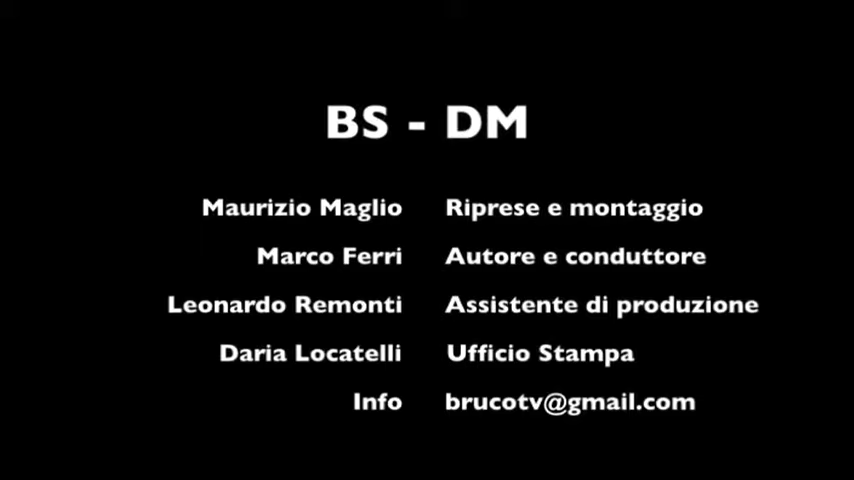 BS - DM
Maurizio Maglio Riprese e montaggio
Marco Ferri Autore e conduttore
Leonardo Remonti Assistente di produzione
Daria Locatelli Ufficio Stampa
Info brucotv@gmail.com